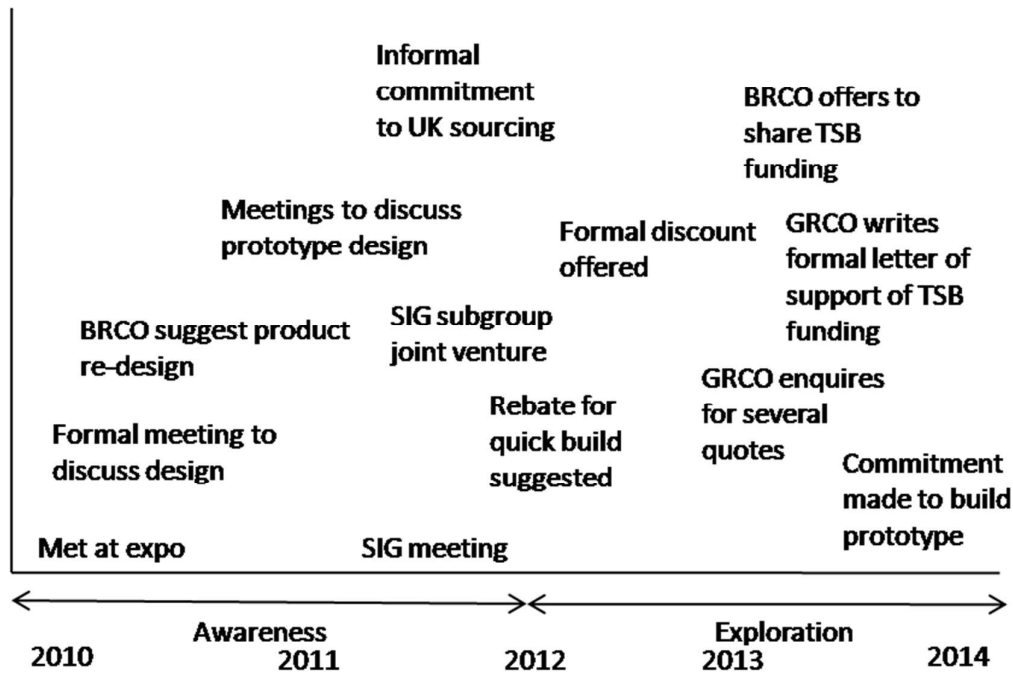 Informal
commitment
to UK sourcing
BRCO offers to
share TSB
funding
Meetings to discuss
prototype design
Formal discount
offered
GRCO writes
formal letter of
support of TSB
funding
BRCO suggest product
re-design
SIG subgroup
joint venture
GRCO enquires
for several
quotes
Formal meeting to
discuss design
Rebate for
quick build
suggested
Commitment
made to build
prototype
Met at expo
SIG meeting
Awareness
Exploration
2010
2011
2012
2013
2014